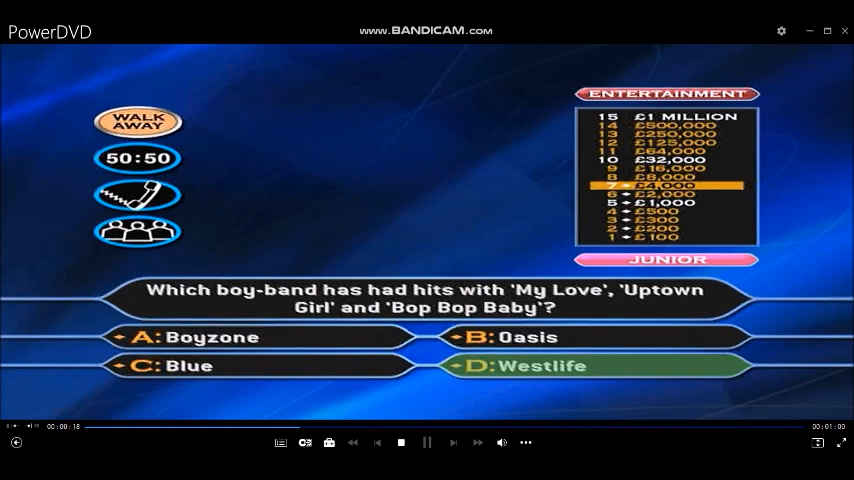 PowerDVD
www.BANDICAM.com
ENTERTAINMENT
WALK
AWAY
50:50
15 £1 MILLION
14 £500,000
13 £250,000
12 £125,000
11 £64,000
10 £32,000
9 £16,000
8 £8,000
7 £4,000
6 £2,000
5 £1,000
4 £500
3 £300
2 £200
1 £100
JUNIOR
Which boy-band has had hits with 'My Love', 'Uptown
Girl' and 'Bop Bop Baby'?
A: Boyzone
B: Oasis
C: Blue
D: Westlife
00:00:18
00:01:00